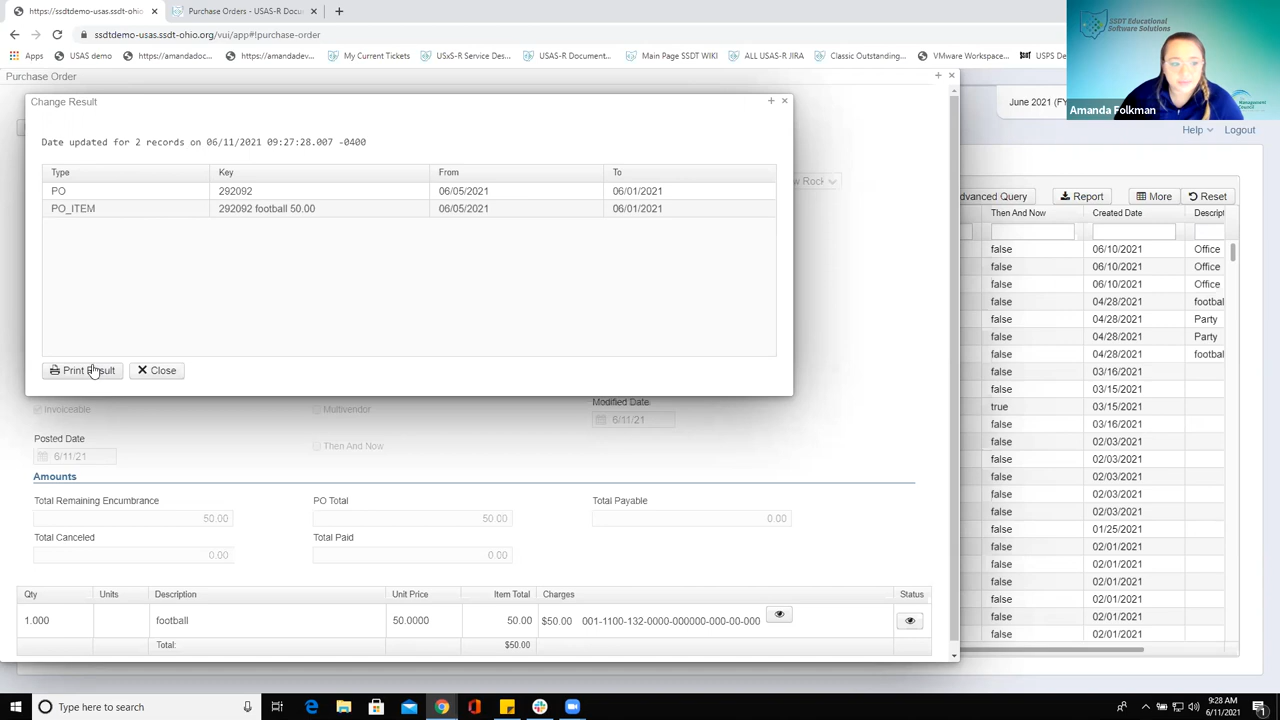 https://ssdtdemo-usas.ssdt-ohio
Purchase Orders - USAS-R Docu
ssdtdemo-usas.ssdt-ohio.org/vui/app#!purchase-order
Apps
USAS demo
https://amandadoc...
https://amandadev...
My Current Tickets
USxS-R Service Des...
USAS-R Document...
Main Page SSDT WIKI
ALL USAS-R JIRA
Classic Outstanding...
VMware Workspace...
USPS D
SSDT Educational
Software Solutions
Management
Council
Amanda Folkman
Purchase Order
June 2021 (FY
Help
Logout
Change Result
Date updated for 2 records on 06/11/2021 09:27:28.007 -0400
Type Key From To
PO 292092 06/05/2021 06/01/2021
PO_ITEM 292092 football 50.00 06/05/2021 06/01/2021
Print Result
Close
dvanced Query
Report
More
Reset
Then And Now Created Date Descript
false 06/10/2021 Office
false 06/10/2021 Office
false 06/10/2021 Office
false 04/28/2021 footbal
false 04/28/2021 Party
false 04/28/2021 Party
false 04/28/2021 footbal
false 03/16/2021
false 03/15/2021
true 03/15/2021
false 03/16/2021
false 02/03/2021
false 02/03/2021
false 02/03/2021
false 02/03/2021
false 02/03/2021
false 01/25/2021
false 02/01/2021
false 02/01/2021
false 02/01/2021
false 02/01/2021
false 02/01/2021
false 02/01/2021
Invoiceable
Multivendor
Modified Date
6/11/21
Posted Date
6/11/21
Then And Now
Amounts
Total Remaining Encumbrance PO Total Total Payable
50.00 50.00 0.00
Total Canceled Total Paid
0.00 0.00
Qty Units Description Unit Price Item Total Charges Status
1.000 football 50.0000 50.00 $50.00 001-1100-132-0000-000000-000-00-000
Total: $50.00
Type here to search
9:28 AM
6/11/2021
1